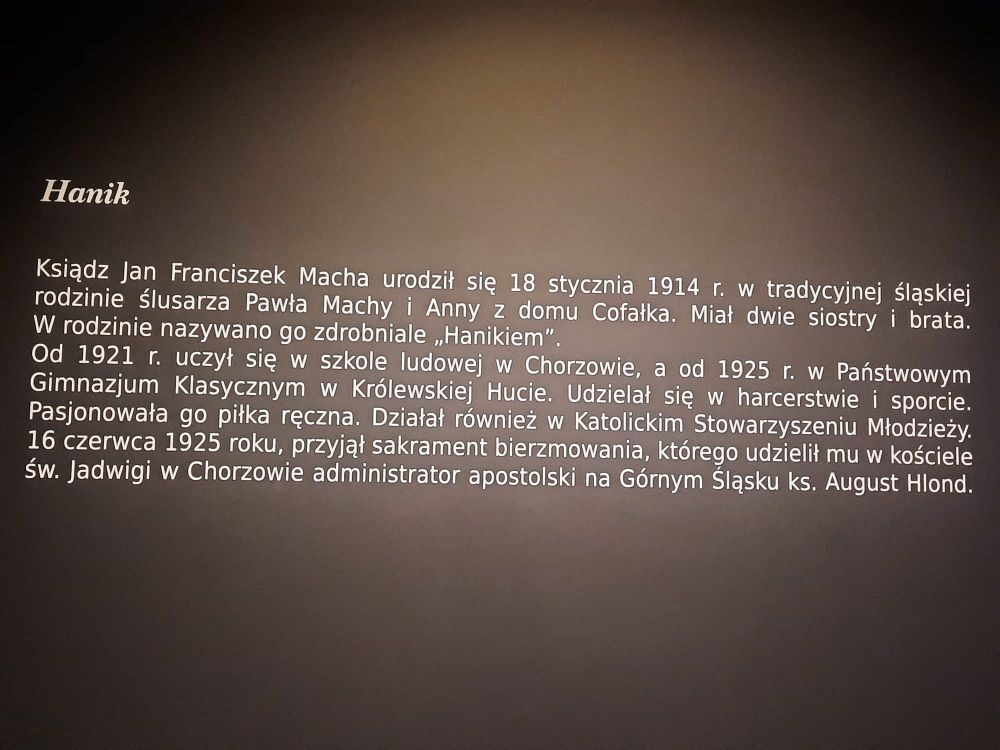 Hanik
Ksiądz Jan Franciszek Macha urodził się 18 stycznia 1914 r. w tradycyjnej śląskiej
rodzinie ślusarza Pawła Machy i Anny z domu Cofałka. Miał dwie siostry i brata.
W rodzinie nazywano go zdrobniale „Hanikiem”.
Od 1921 r. uczył się w szkole ludowej w Chorzowie, a od 1925 r. w Państwowym
Gimnazjum Klasycznym w Królewskiej Hucie. Udzielał się w harcerstwie i sporcie.
Pasjonowała go piłka ręczna. Działał również w Katolickim Stowarzyszeniu Młodzieży.
16 czerwca 1925 roku, przyjął sakrament bierzmowania, którego udzielił mu w kościele
św. Jadwigi w Chorzowie administrator apostolski na Górnym Śląsku ks. August Hlond.